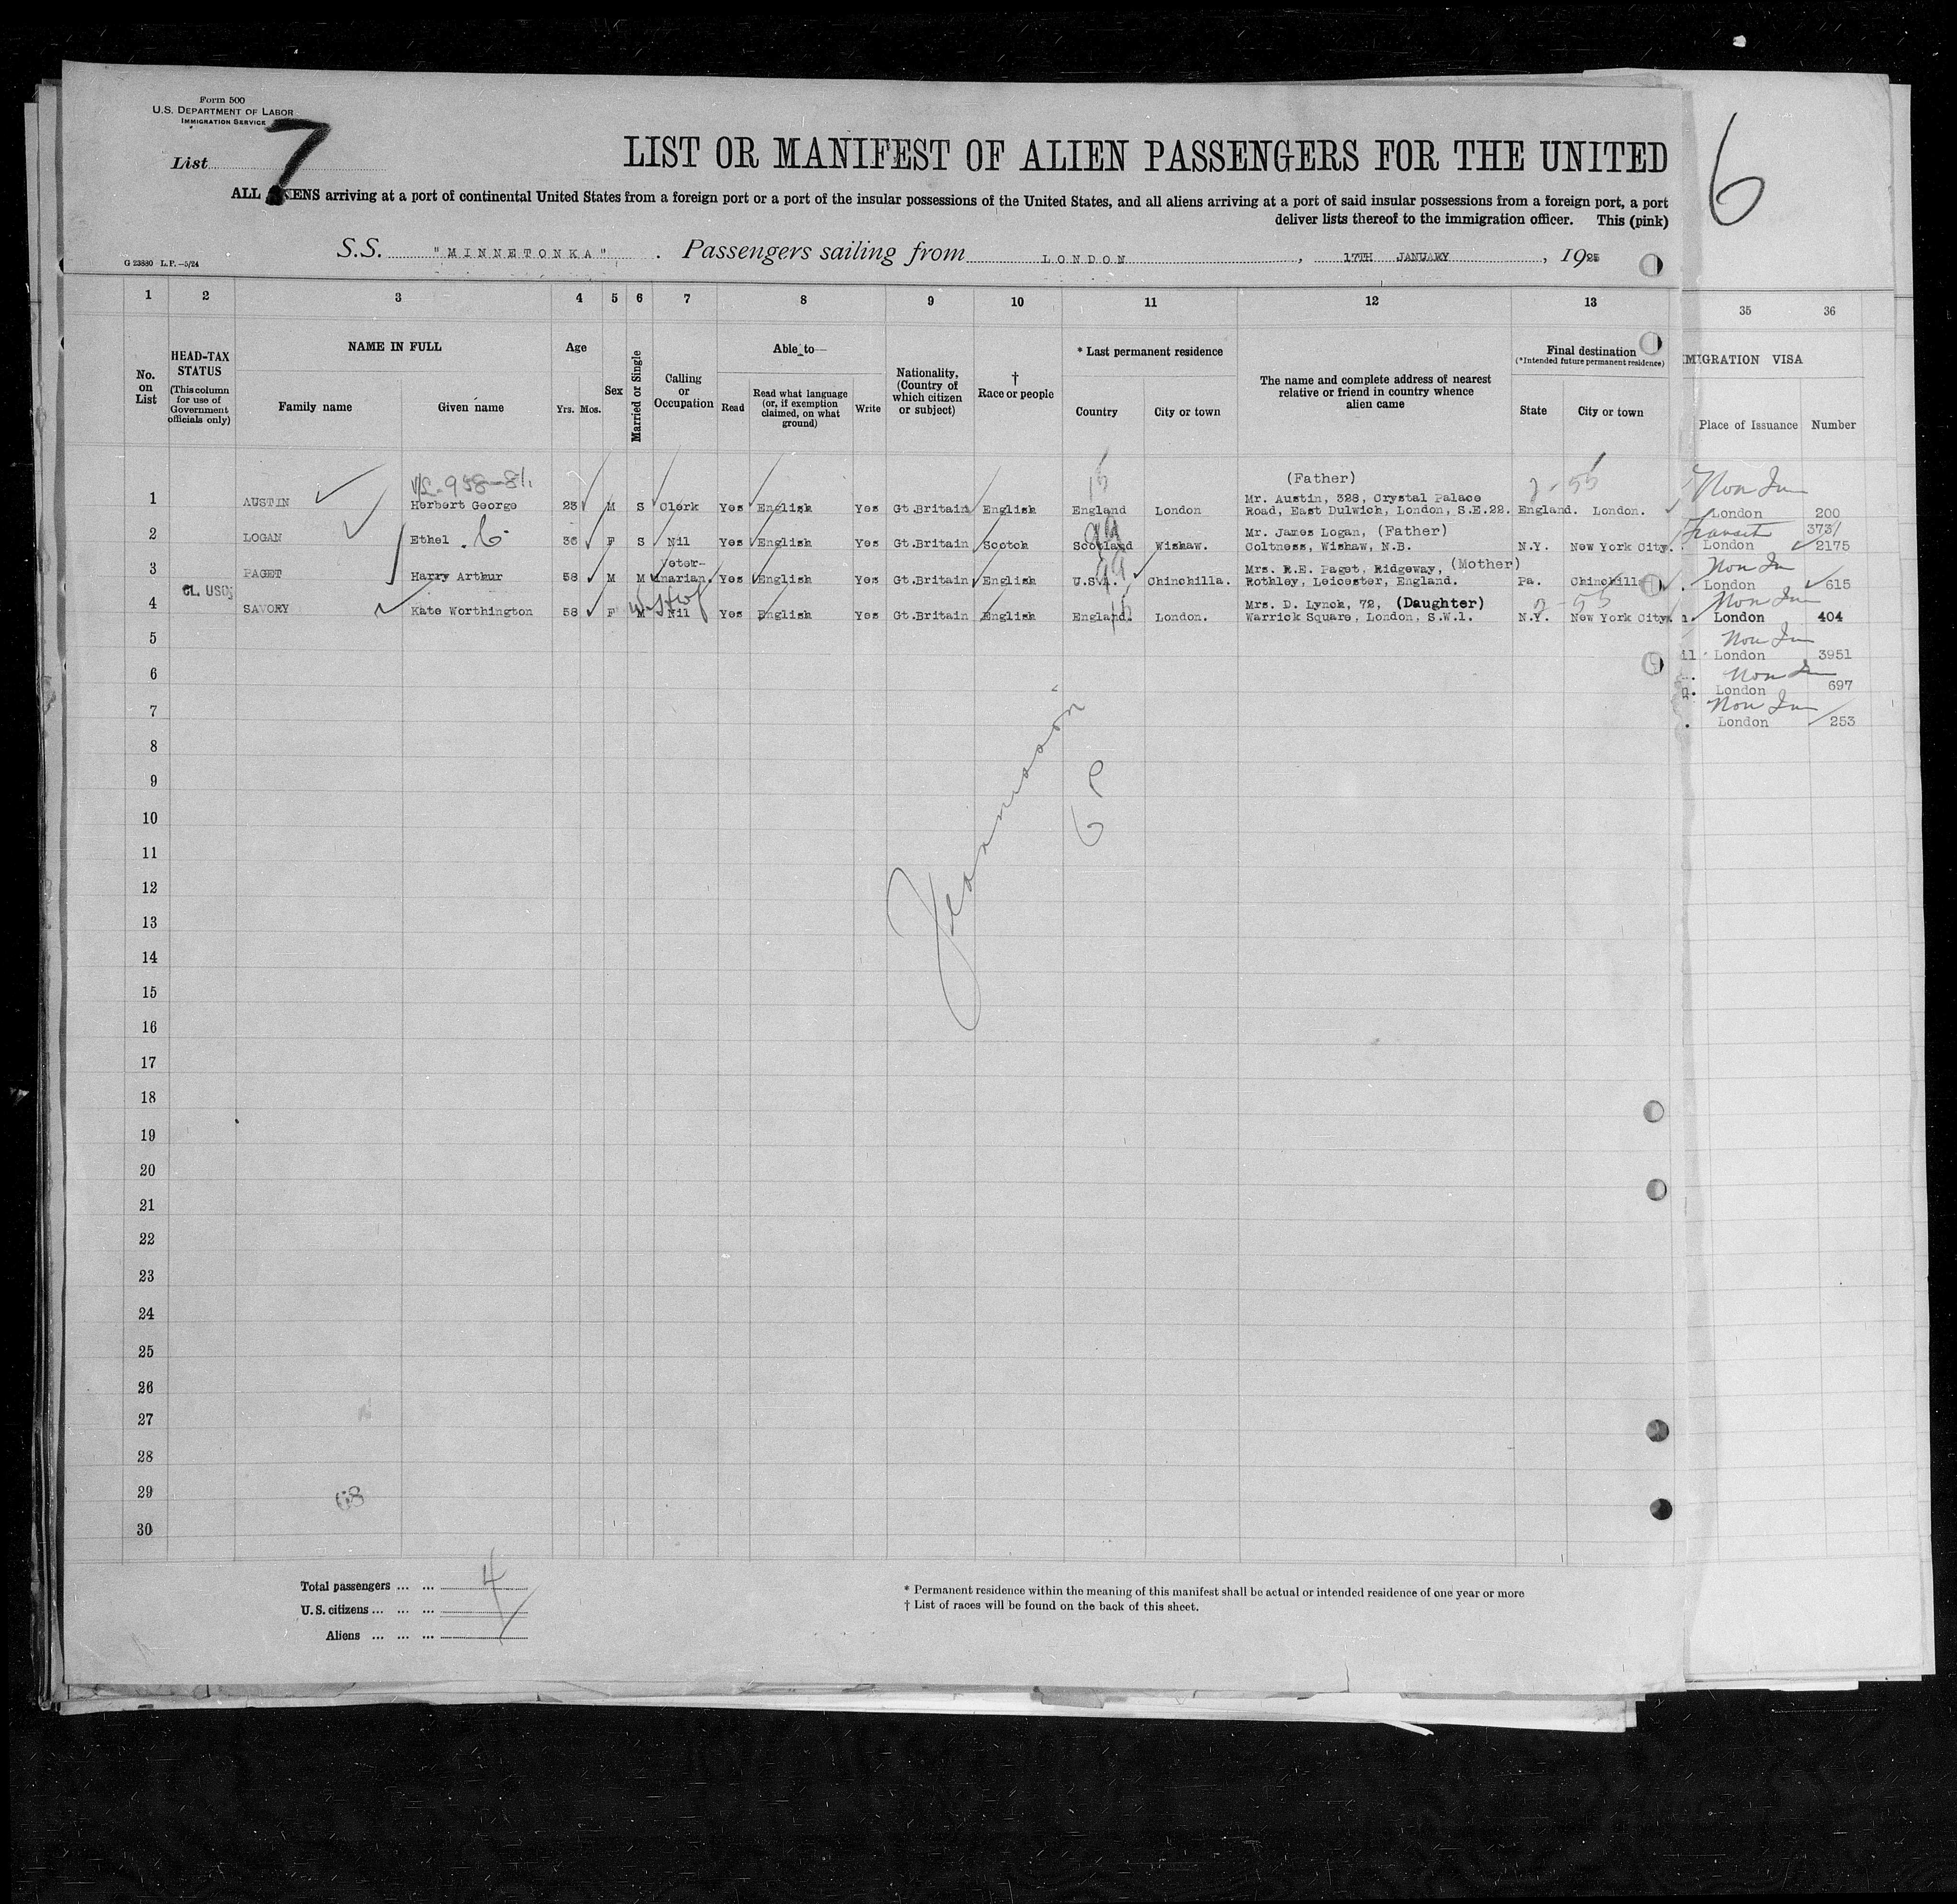 Form 500
U.S. DEPARTMENT OF LABOR
IMMIGRATION SERVICE
List 7
6
LIST OR MANIFEST OF ALIEN PASSENGERS FOR THE UNITED
ALL ENS arriving at a port of continental United States from a foreign port or a port of the insular possessions of the United States, and all aliens arriving at a port of said insular possessions from a foreign port, a port
deliver lists thereof to the immigration officer. This (pink)
S.S. "MINNETONKA". Passengers sailing from LONDON, 17TH JANUARY, 1925
G 23880 L.P.—5/24
1 2 3 4 5 6 7 8 9 10 11 12 13 35 36
No. on List
HEAD-TAX STATUS
(This column for use of Government officials only)
NAME IN FULL
Family name
Given name
Age
Yrs. Mos.
Sex
Married or Single
Calling or Occupation
Able to
Read
Read what language (or, if exemption claimed, on what ground)
Write
Nationality, (Country of which citizen or subject)
† Race or people
* Last permanent residence
Country
City or town
The name and complete address of nearest relative or friend in country whence alien came
Final destination
(*Intended future permanent residence)
State
City or town
MIGRATION VISA
Place of Issuance
Number
(Father)
1 AUSTIN Herbert George 23 M S Clerk Yes English Yes Gt.Britain English England London Mr. Austin, 328, Crystal Palace
Road, East Dulwich, London, S.E.22. England. London.
2 LOGAN Ethel C. 36 F S Nil Yes English Yes Gt.Britain Scotch Scotland Wishaw. Mr. James Logan, (Father)
Coltness, Wishaw, N.B. N.Y. New York City.
3 PAGET Harry Arthur 58 M M Veter-
inarian. Yes English Yes Gt.Britain English U.S.A. Chinchilla. Mrs. R.E. Paget, Ridgeway, (Mother)
Rothley, Leicester, England. Pa. Chinchill
4 SAVORY Kate Worthington 58 F M Nil Yes English Yes Gt.Britain English England. London. Mrs. D. Lynch, 72, (Daughter)
Warrick Square, London, S.W.1. N.Y. New York City.
Non Im
London 200
Transit 373/
London 2175
Non Im
London 615
Non Im
London 404
Non Im
London 3951
Non Im
London 697
Non Im
London 253
5
6
7
8
9
10
11
12
13
14
15
16
17
18
19
20
21
22
23
24
25
26
27
28
29
30
68
Total passengers ... ... 4
U.S. citizens ... ... ...
Aliens ... ... ...
* Permanent residence within the meaning of this manifest shall be actual or intended residence of one year or more
† List of races will be found on the back of this sheet.